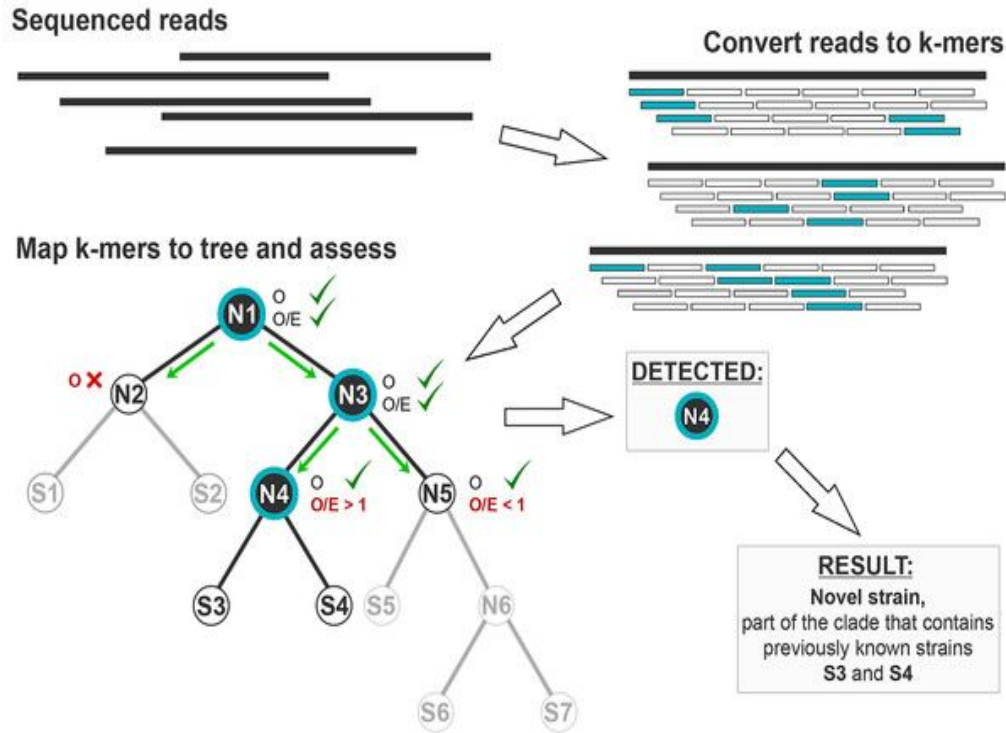 Sequenced reads
Convert reads to k-mers
Map k-mers to tree and assess
N1
O
O/E
O
N2
N3
O
O/E
S1
S2
N4
O
O/E > 1
N5
O
O/E < 1
S3
S4
S5
N6
S6
S7
DETECTED:
N4
RESULT:
Novel strain,
part of the clade that contains
previously known strains
S3 and S4